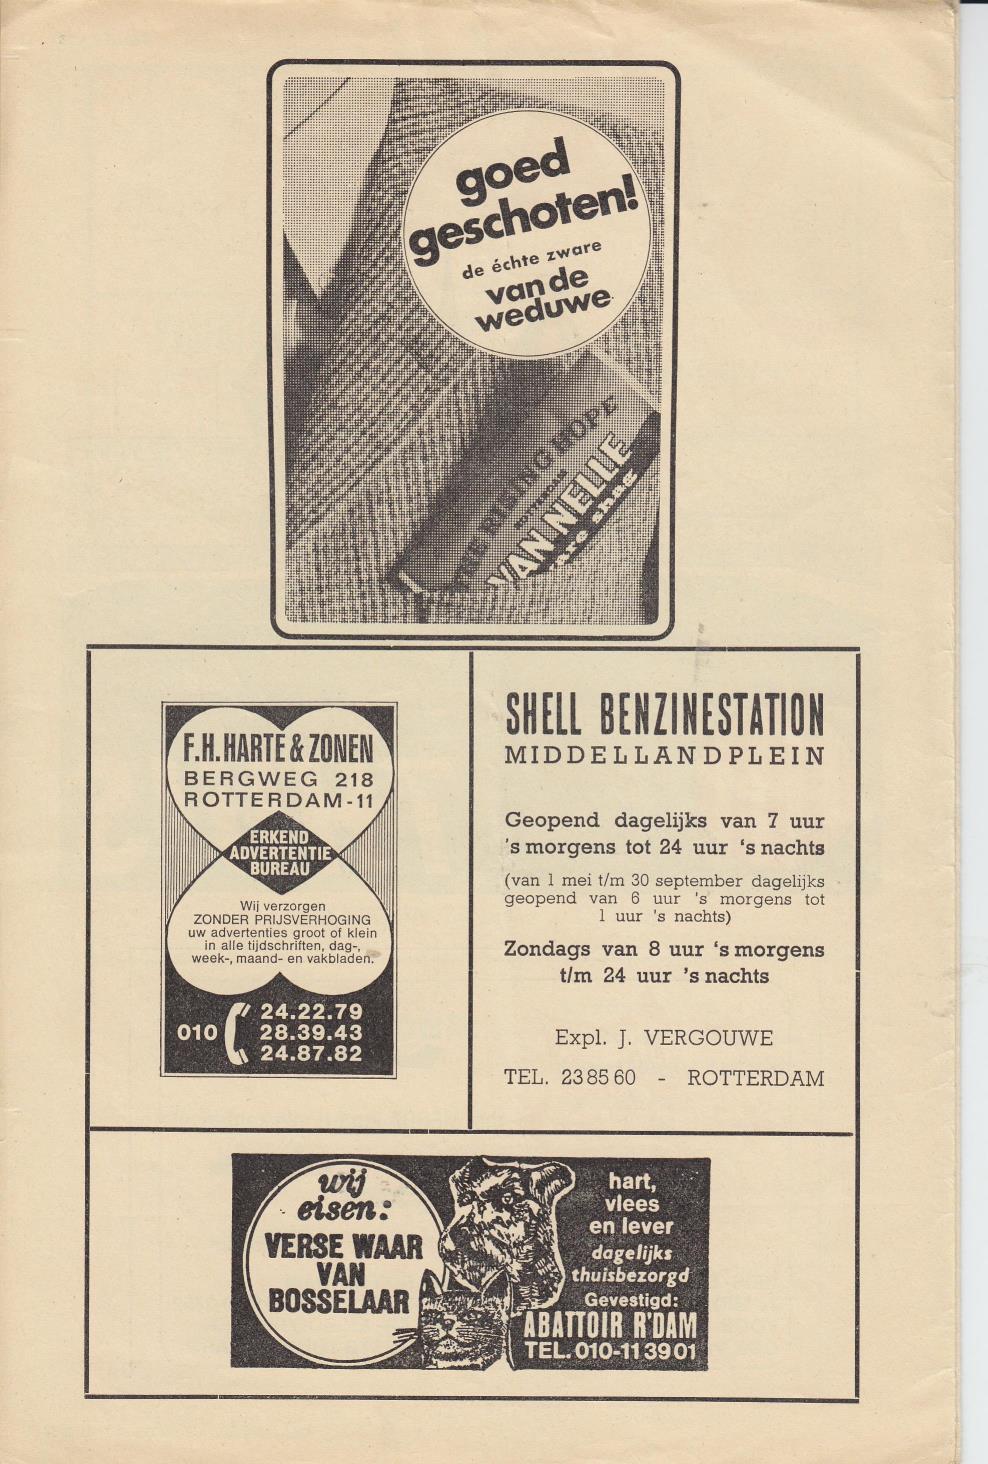 goed
geschoten!
de échte zware
van de
weduwe
THE RISING HOPE
ROTTERDAM
VAN NELLE
shag
F.H. HARTE & ZONEN
BERGWEG 218
ROTTERDAM-11
ERKEND
ADVERTENTIE
BUREAU
Wij verzorgen
ZONDER PRIJSVERHOGING
uw advertenties groot of klein
in alle tijdschriften, dag-,
week-, maand- en vakbladen.
010
24.22.79
28.39.43
24.87.82
SHELL BENZINESTATION
MIDDELLANDPLEIN
Geopend dagelijks van 7 uur
's morgens tot 24 uur 's nachts
(van 1 mei t/m 30 september dagelijks
geopend van 6 uur 's morgens tot
1 uur 's nachts)
Zondags van 8 uur 's morgens
t/m 24 uur 's nachts
Expl. J. VERGOUWE
TEL. 23 85 60 - ROTTERDAM
wij
eisen:
VERSE WAAR
VAN
BOSSELAAR
hart,
vlees
en lever
dagelijks
thuisbezorgd
Gevestigd:
ABATTOIR R'DAM
TEL. 010-11 39 01